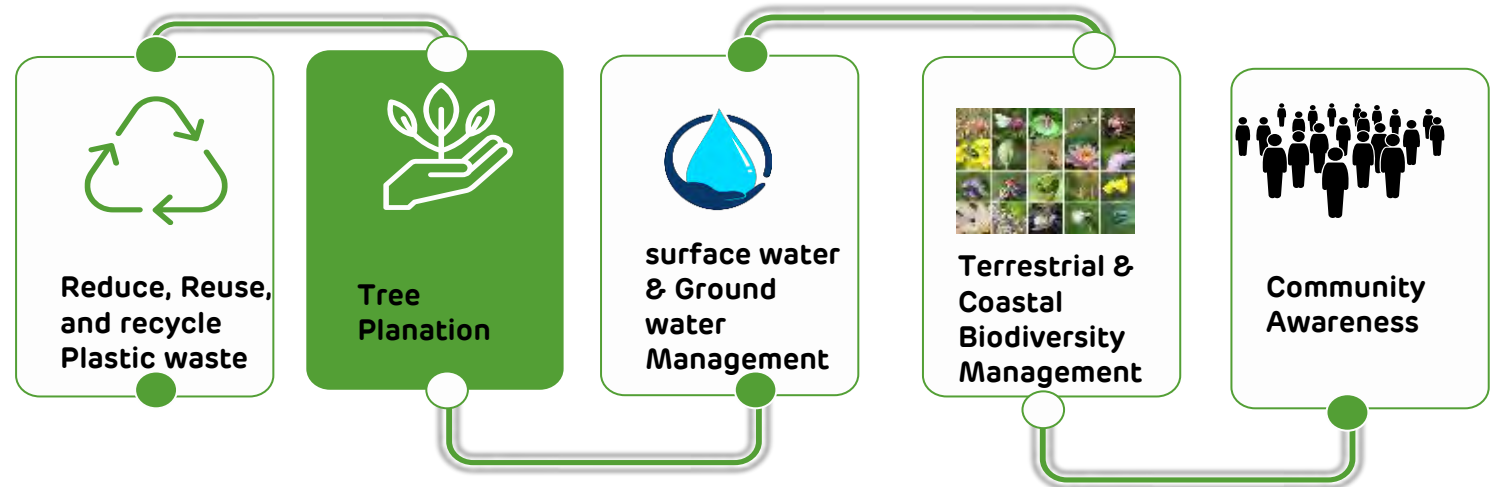 Reduce, Reuse,
and recycle
Plastic waste
Tree
Planation
surface water
& Ground
water
Management
Terrestrial &
Coastal
Biodiversity
Management
Community
Awareness